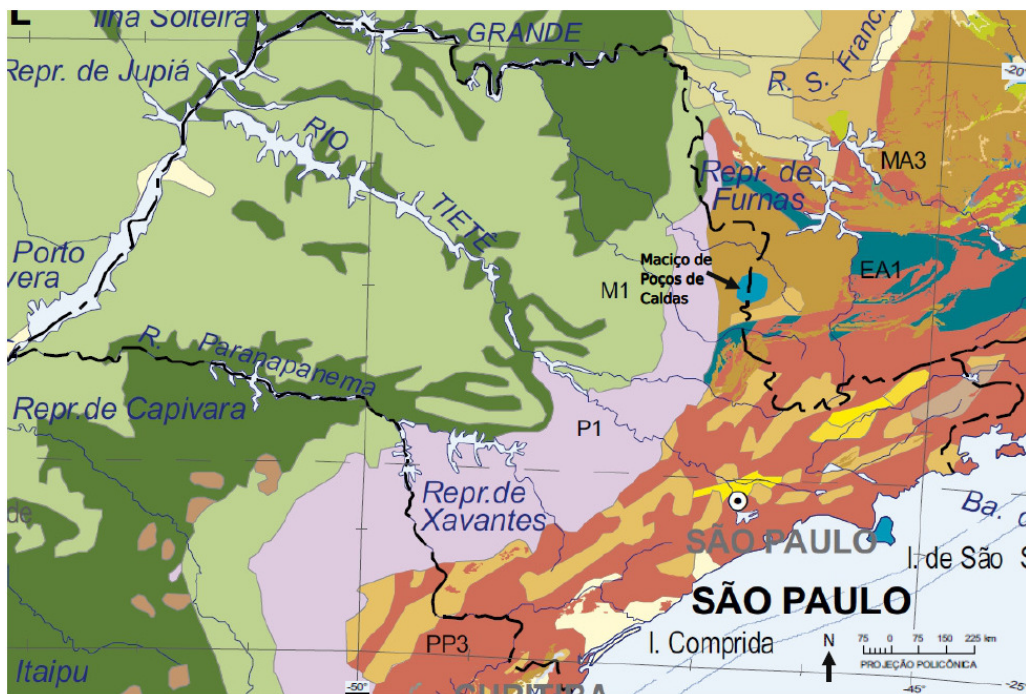 L
Ilha Solteira
GRANDE
Repr. de Jupiá
R. S. Franc
-20°
RIO
MA3
Repr. de
Furnas
TIETÊ
Porto
vera
Maciço de
Poços de
Caldas
EA1
M1
R. Paranapanema
Repr.de Capivara
P1
Repr.de
Xavantes
de
Ba. d
SÃO PAULO
I. de São S
SÃO PAULO
I. Comprida
N
75 0 75 150 225 km
PROJEÇÃO POLICÔNICA
PP3
Itaipu
-50°
CURITIBA
-45°
-25°